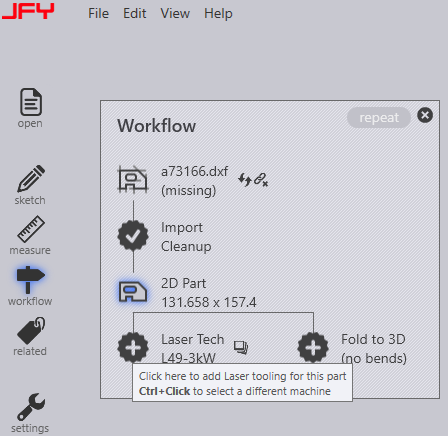 JFY
File Edit View Help
open
sketch
measure
workflow
related
settings
Workflow
repeat
a73166.dxf
(missing)
Import
Cleanup
2D Part
131.658 x 157.4
Laser Tech
L49-3kW
Fold to 3D
(no bends)
Click here to add Laser tooling for this part
Ctrl+Click to select a different machine